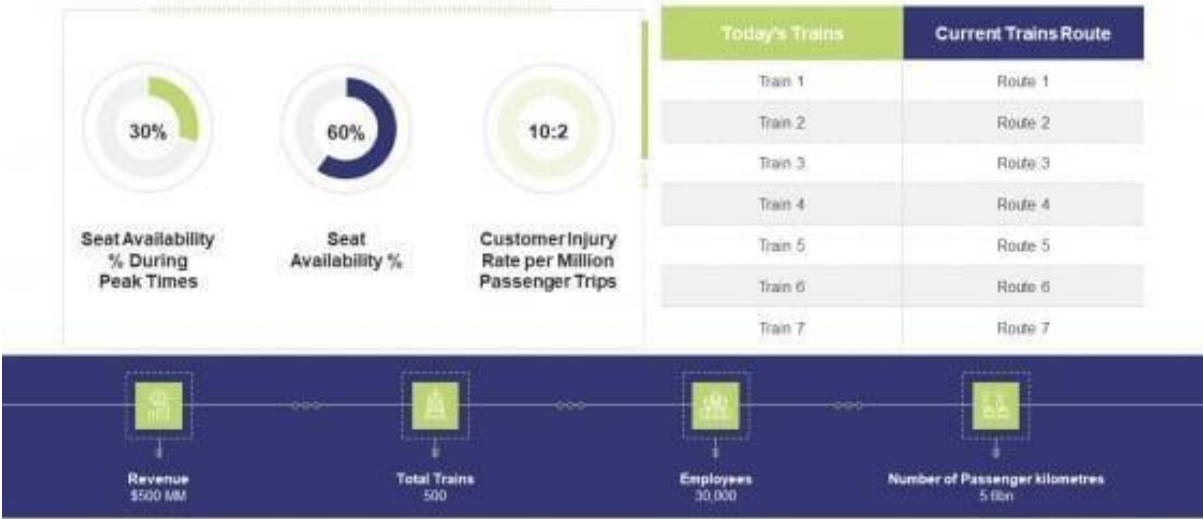 30%
60%
10:2
Seat Availability
% During
Peak Times
Seat
Availability %
Customer Injury
Rate per Million
Passenger Trips
Today's Trains Current Trains Route
Train 1 Route 1
Train 2 Route 2
Train 3 Route 3
Train 4 Route 4
Train 5 Route 5
Train 6 Route 6
Train 7 Route 7
Revenue
$500 MM
Total Trains
500
Employees
30,000
Number of Passenger kilometres
5.6bn